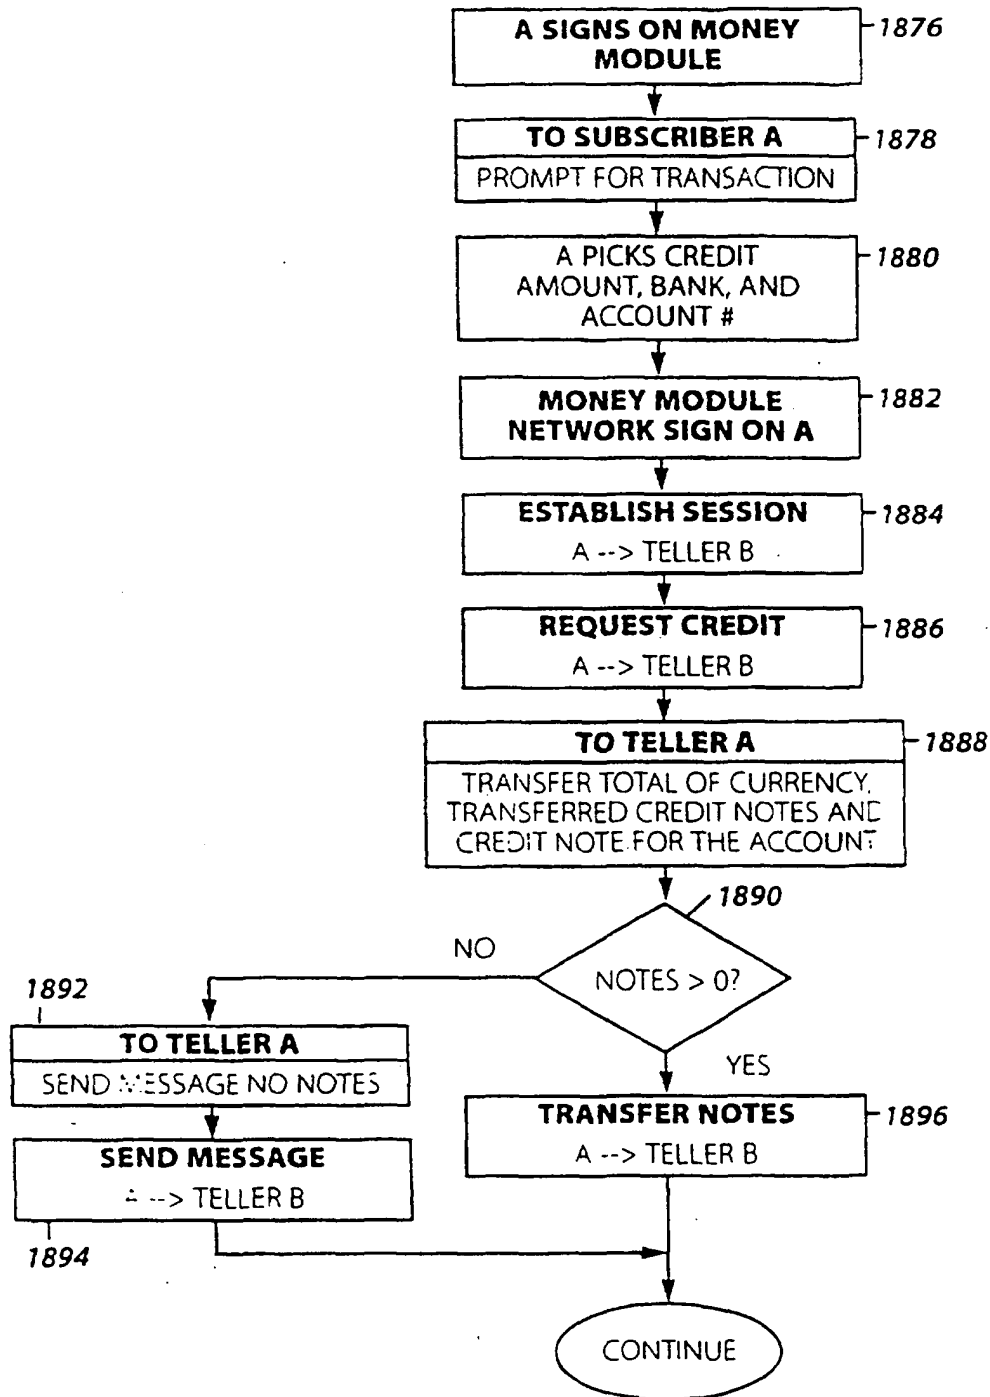 A SIGNS ON MONEY
MODULE
1876
TO SUBSCRIBER A
1878
PROMPT FOR TRANSACTION
A PICKS CREDIT
AMOUNT, BANK, AND
ACCOUNT #
1880
MONEY MODULE
NETWORK SIGN ON A
1882
ESTABLISH SESSION
1884
A --> TELLER B
REQUEST CREDIT
1886
A --> TELLER B
TO TELLER A
1888
TRANSFER TOTAL OF CURRENCY,
TRANSFERRED CREDIT NOTES AND
CREDIT NOTE FOR THE ACCOUNT
1890
NO
NOTES > 0?
1892
TO TELLER A
SEND MESSAGE NO NOTES
YES
TRANSFER NOTES
1896
A --> TELLER B
SEND MESSAGE
A --> TELLER B
1894
CONTINUE